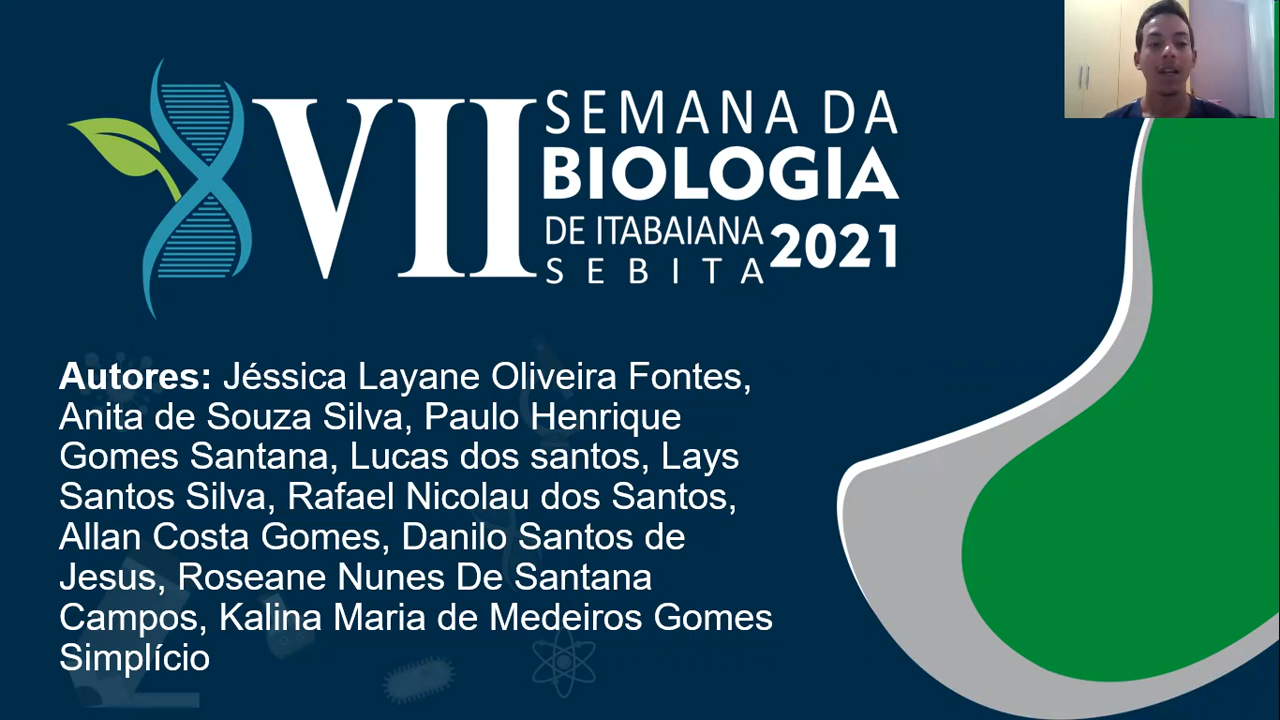 VII
SEMANA DA
BIOLOGIA
DE ITABAIANA
SEBITA
2021
Autores: Jéssica Layane Oliveira Fontes,
Anita de Souza Silva, Paulo Henrique
Gomes Santana, Lucas dos santos, Lays
Santos Silva, Rafael Nicolau dos Santos,
Allan Costa Gomes, Danilo Santos de
Jesus, Roseane Nunes De Santana
Campos, Kalina Maria de Medeiros Gomes
Simplício